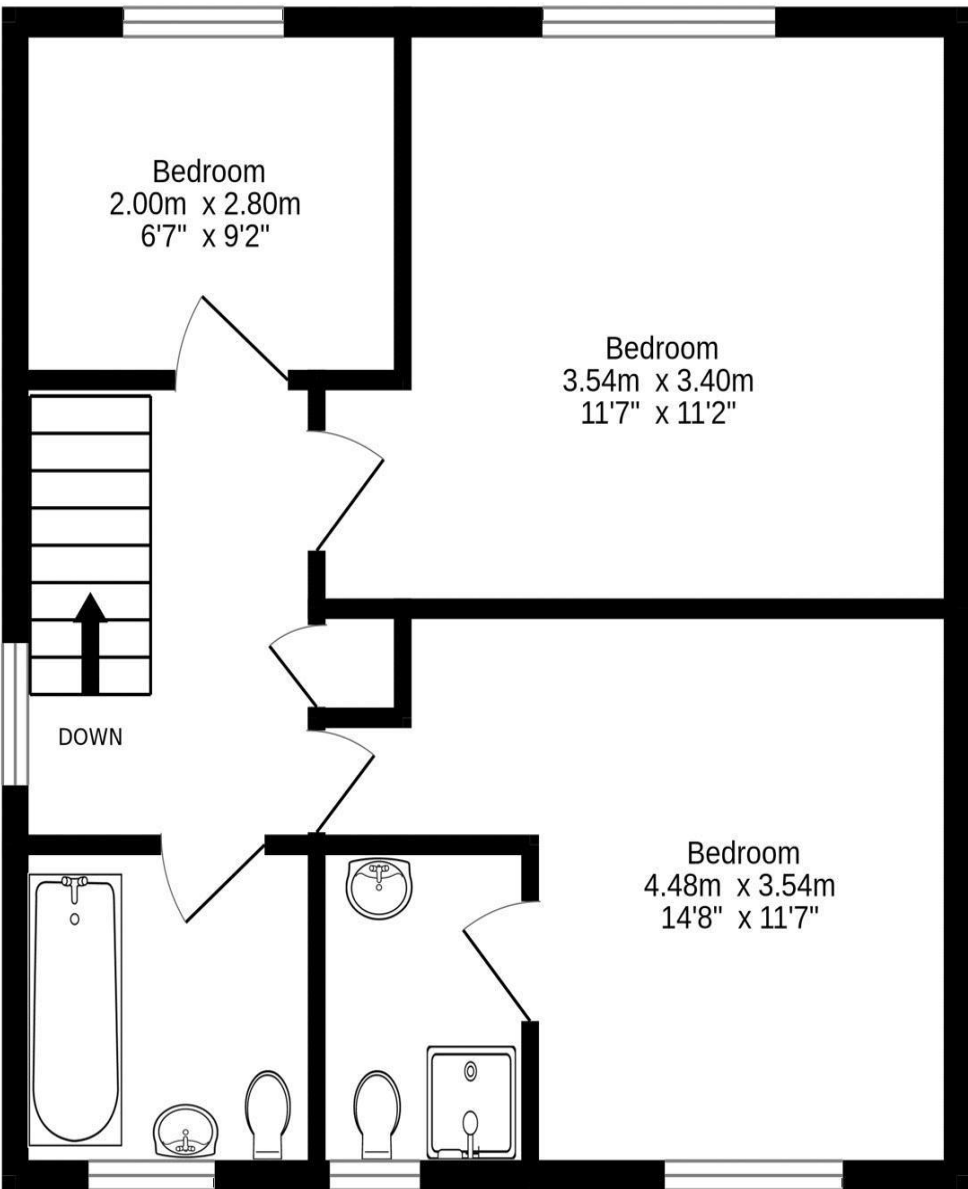 Bedroom
2.00m x 2.80m
6'7" x 9'2"
Bedroom
3.54m x 3.40m
11'7" x 11'2"
DOWN
Bedroom
4.48m x 3.54m
14'8" x 11'7"